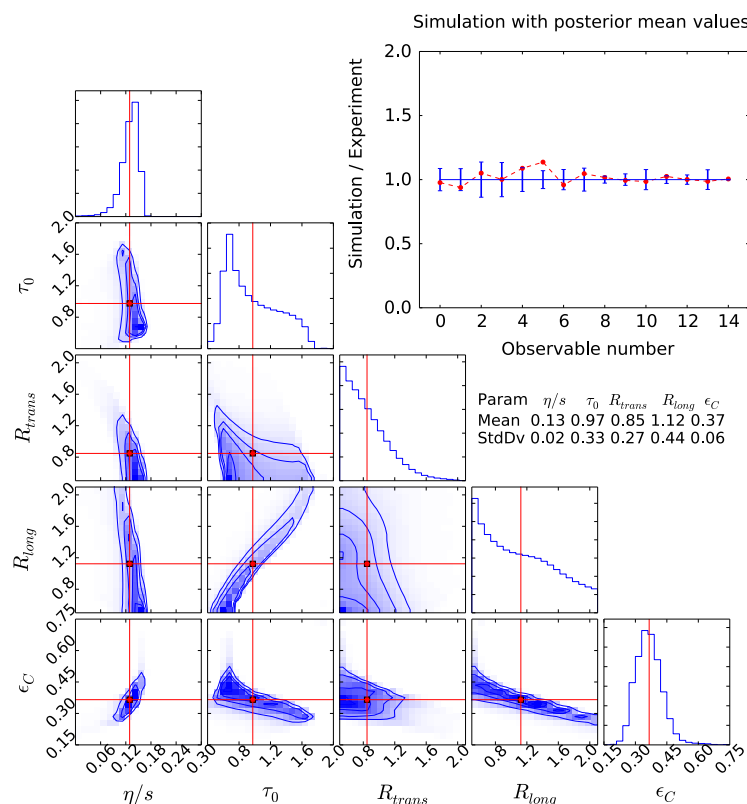 Simulation with posterior mean values
2.0
1.5
1.0
0.5
0.0
Simulation / Experiment
0 2 4 6 8 10 12 14
Observable number
Param η/s τ0 Rtrans Rlong ϵC
Mean 0.13 0.97 0.85 1.12 0.37
StdDv 0.02 0.33 0.27 0.44 0.06
2.0
1.6
1.2
0.8
τ0
2.0
1.6
1.2
0.8
Rtrans
2.0
1.6
1.2
0.8
Rlong
0.75
0.60
0.45
0.30
0.15
ϵC
0.06 0.12 0.18 0.24 0.30
0.8 1.2 1.6 2.0
0.8 1.2 1.6 2.0
0.8 1.2 1.6 2.0
0.15 0.30 0.45 0.60 0.75
η/s τ0 Rtrans Rlong ϵC